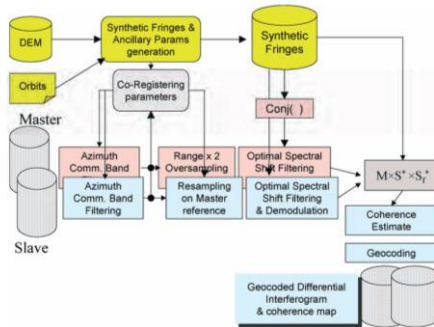 DEM
Synthetic Fringes &
Ancillary Params
generation
Synthetic
Fringes
Orbits
Co-Registering
parameters
Master
Conj( )
Azimuth
Comm. Band
Range x 2
Oversampling
Optimal Spectral
Shift Filtering
M×S*×Sf*
Azimuth
Comm. Band
Filtering
Resampling
on Master
reference
Optimal Spectral
Shift Filtering
& Demodulation
Slave
Coherence
Estimate
Geocoding
Geocoded Differential
Interferogram
& coherence map